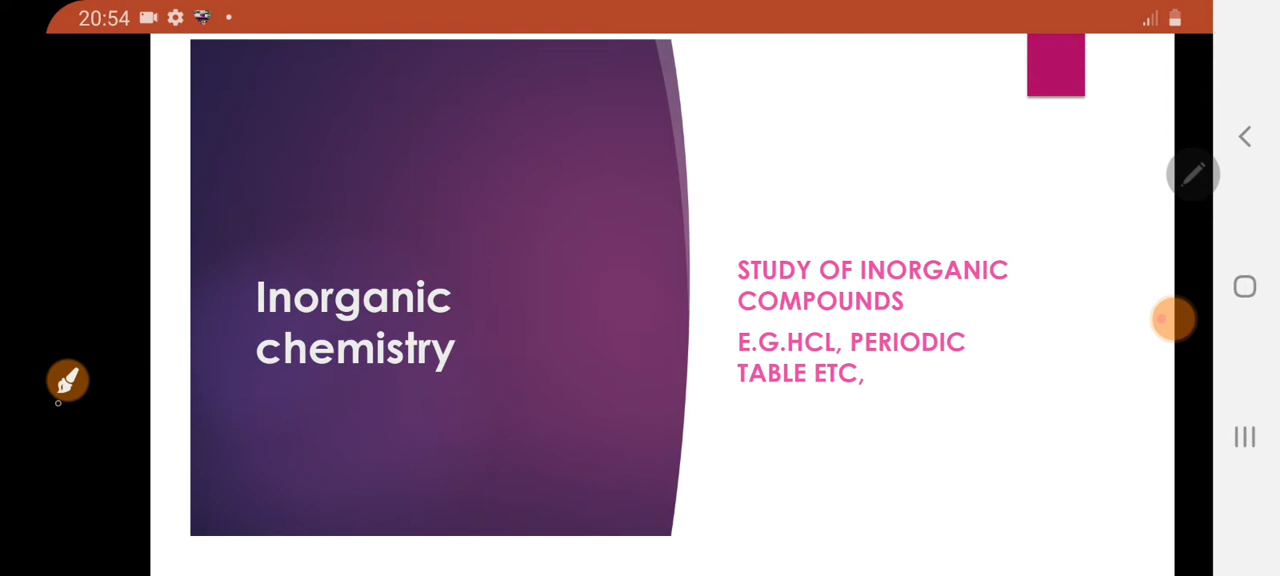 20:54
Inorganic
chemistry
STUDY OF INORGANIC
COMPOUNDS
E.G.HCL, PERIODIC
TABLE ETC,